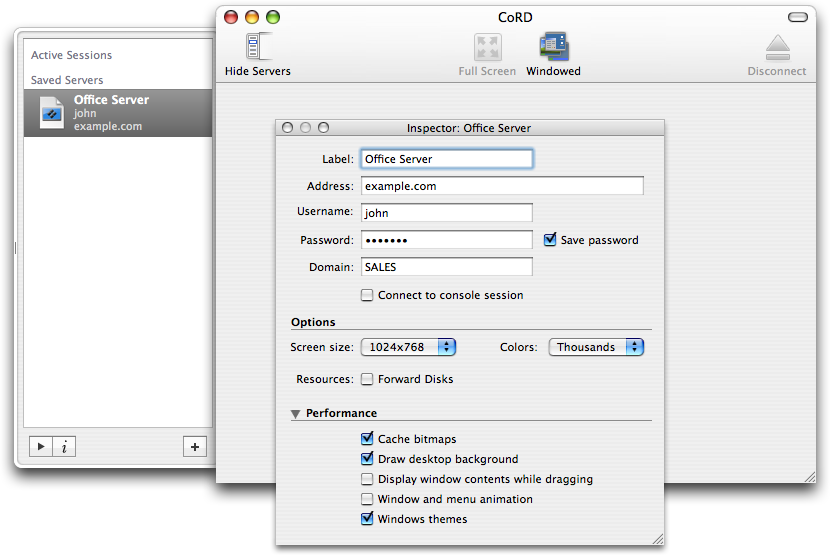 CoRD
Hide Servers
Full Screen
Windowed
Disconnect
Active Sessions
Saved Servers
Office Server
john
example.com
Inspector: Office Server
Label: Office Server
Address: example.com
Username: john
Password: ••••••• Save password
Domain: SALES
Connect to console session
Options
Screen size: 1024x768 Colors: Thousands
Resources: Forward Disks
Performance
Cache bitmaps
Draw desktop background
Display window contents while dragging
Window and menu animation
Windows themes